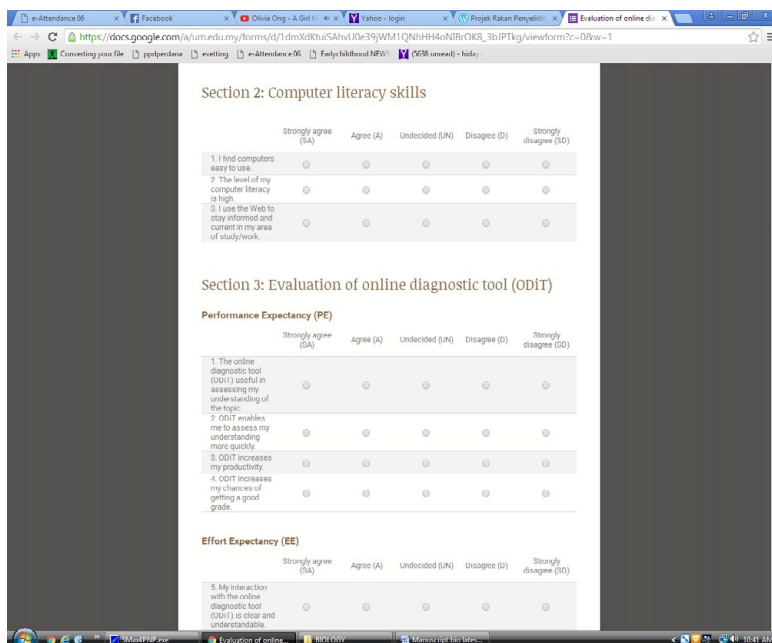 e-Attendance 06
Facebook
Olivia Ong - A Girl
Yahoo - login
Projek Rakan Penyelidik
Evaluation of online dia
https://docs.google.com/a/um.edu.my/forms/d/
/viewform?c=0&w=1
Apps
Converting your file
ppdperdana
evetting
e-Attendance 06
Earlychildhood NEWS
(5638 unread) - hiday
Section 2: Computer literacy skills
Strongly agree
(SA)
Agree (A)
Undecided (UN)
Disagree (D)
Strongly
disagree (SD)
1. I find computers
easy to use.
2. The level of my
computer literacy
is high.
3. I use the Web to
stay informed and
current in my area
of study/work.
Section 3: Evaluation of online diagnostic tool (ODiT)
Performance Expectancy (PE)
Strongly agree
(SA)
Agree (A)
Undecided (UN)
Disagree (D)
Strongly
disagree (SD)
1. The online
diagnostic tool
(ODiT) useful in
assessing my
understanding of
the topic.
2. ODiT enables
me to assess my
understanding
more quickly.
3. ODiT increases
my productivity.
4. ODiT increases
my chances of
getting a good
grade.
Effort Expectancy (EE)
Strongly agree
(SA)
Agree (A)
Undecided (UN)
Disagree (D)
Strongly
disagree (SD)
5. My interaction
with the online
diagnostic tool
(ODiT) is clear and
understandable.
SMax4PNP.exe
Evaluation of online...
BIOLOGY
Manuscript bio lates...
10:41 AM